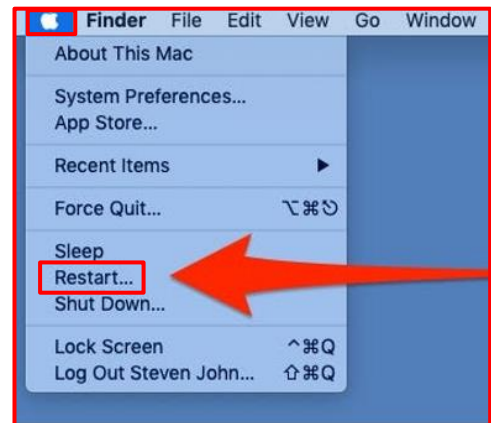 Finder File Edit View Go Window
About This Mac
System Preferences...
App Store...
Recent Items ▶
Force Quit... ⌥⌘⎋
Sleep
Restart...
Shut Down...
Lock Screen ^⌘Q
Log Out Steven John... ⇧⌘Q